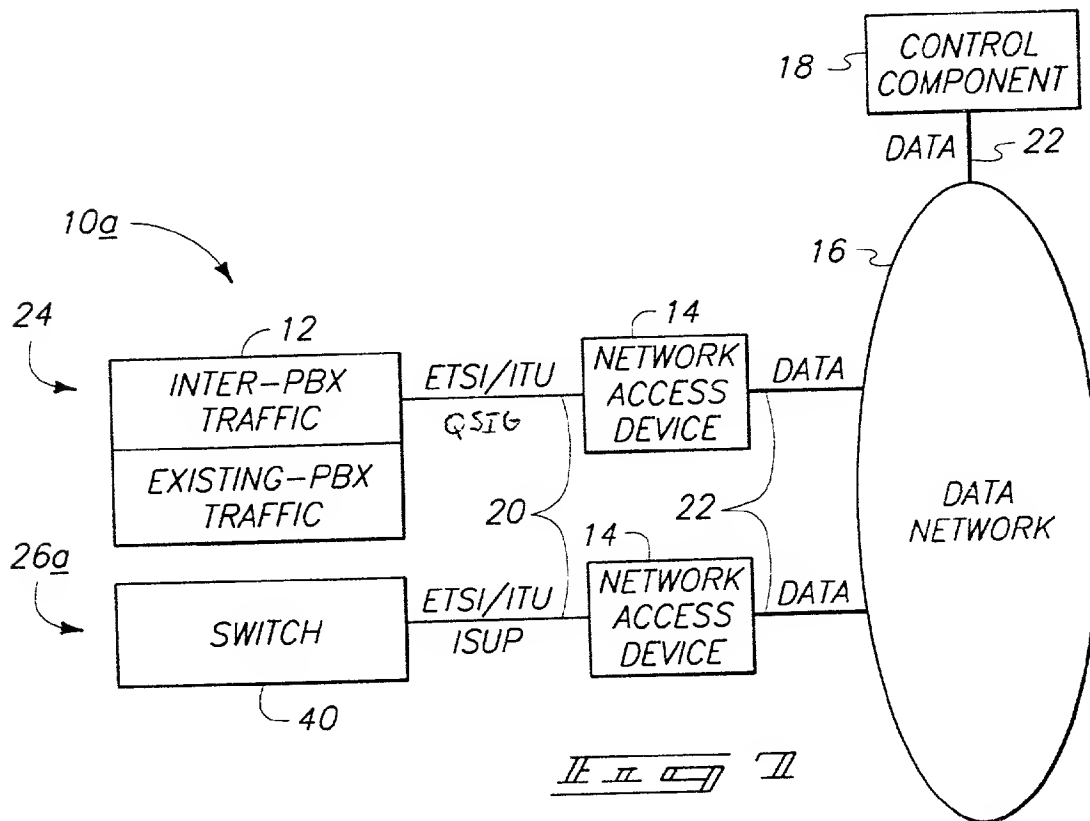 CONTROL
COMPONENT
18
DATA
22
10a
16
24
12
14
INTER-PBX
TRAFFIC
ETSI/ITU
QSIG
NETWORK
ACCESS
DEVICE
DATA
EXISTING-PBX
TRAFFIC
20
22
DATA
NETWORK
26a
14
SWITCH
ETSI/ITU
ISUP
NETWORK
ACCESS
DEVICE
DATA
40